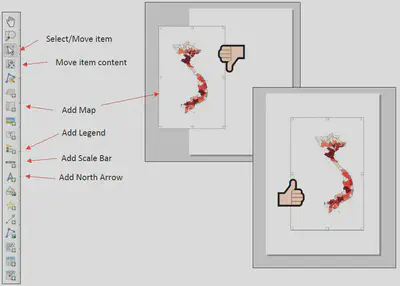 Select/Move item
Move item content
Add Map
Add Legend
Add Scale Bar
Add North Arrow